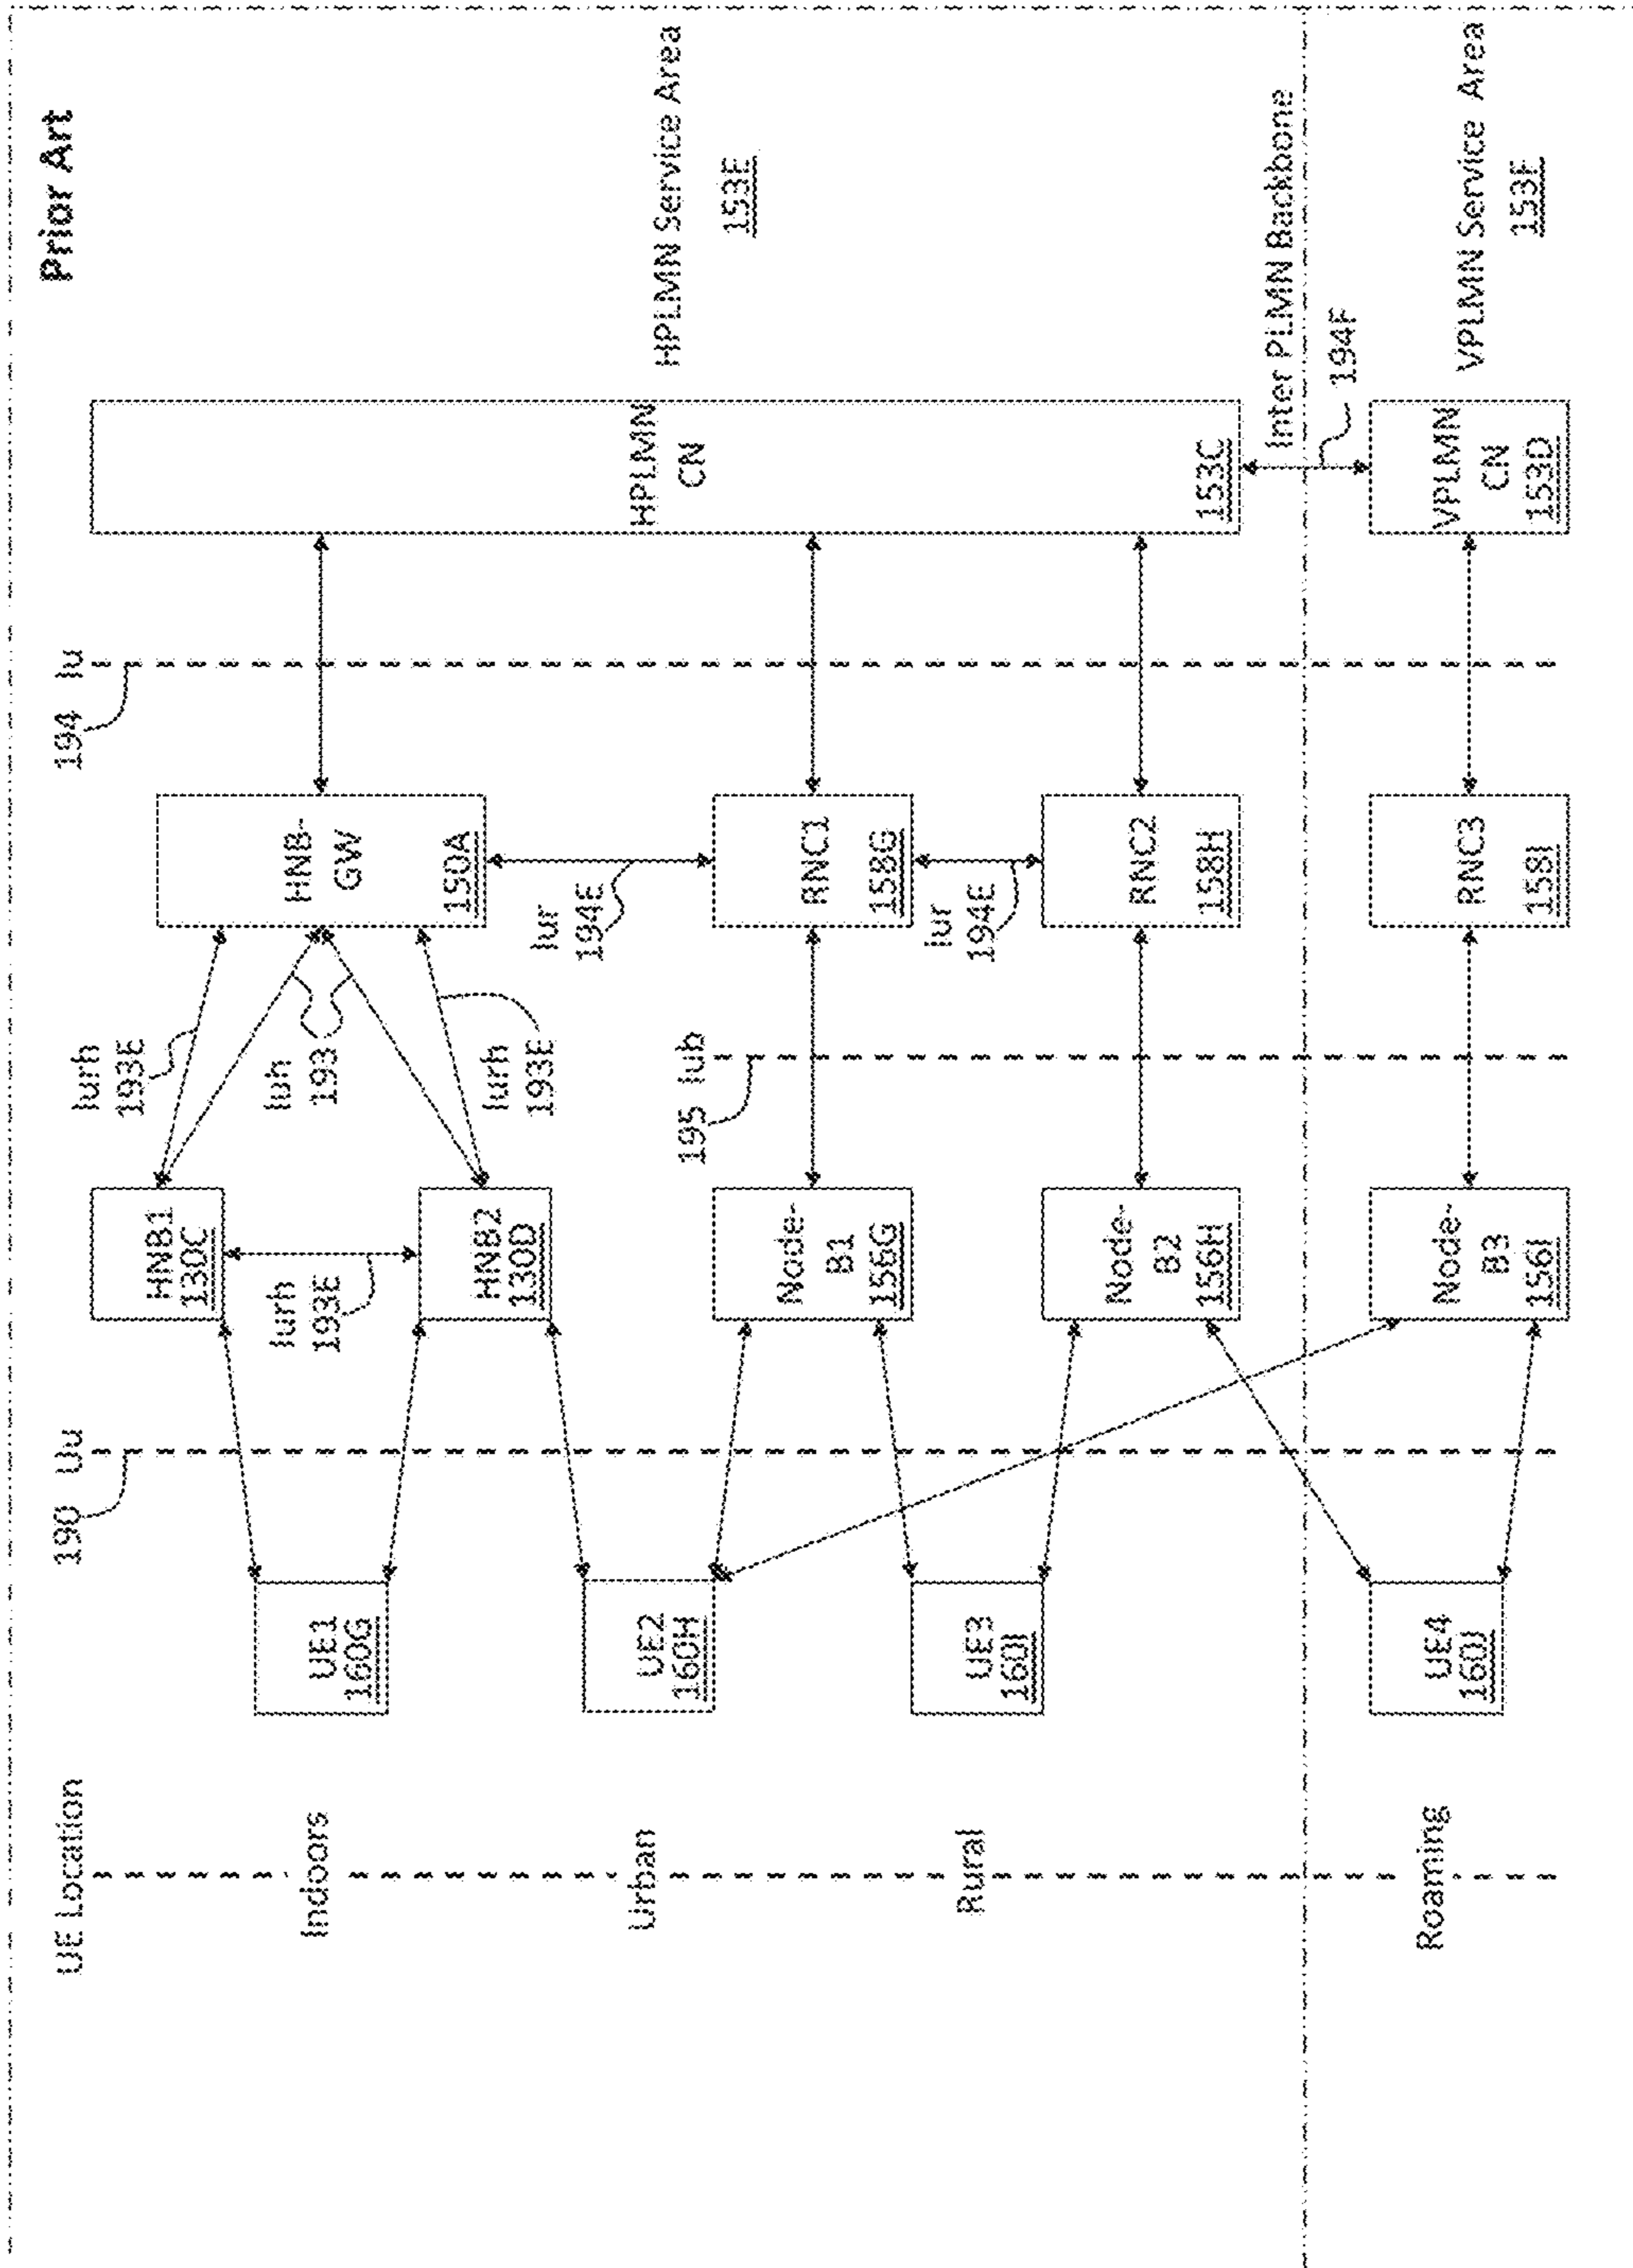 Prior Art
UE Location
190 Uu
194 Iu
Indoors
Urban
Rural
Roaming
UE1
160G
UE2
160H
UE3
160I
UE4
160J
HNB1
130C
Iurh
193E
HNB2
130D
Node-
B1
156G
Node-
B2
156H
Node-
B3
156I
Iurh
193E
Iuh
193
Iurh
193E
195 Iub
HNB-
GW
150A
Iur
194E
RNC1
158G
Iur
194E
RNC2
158H
RNC3
158I
HPLMN
CN
153C
Inter PLMN Backbone
194F
VPLMN
CN
153D
HPLMN Service Area
153E
VPLMN Service Area
153F